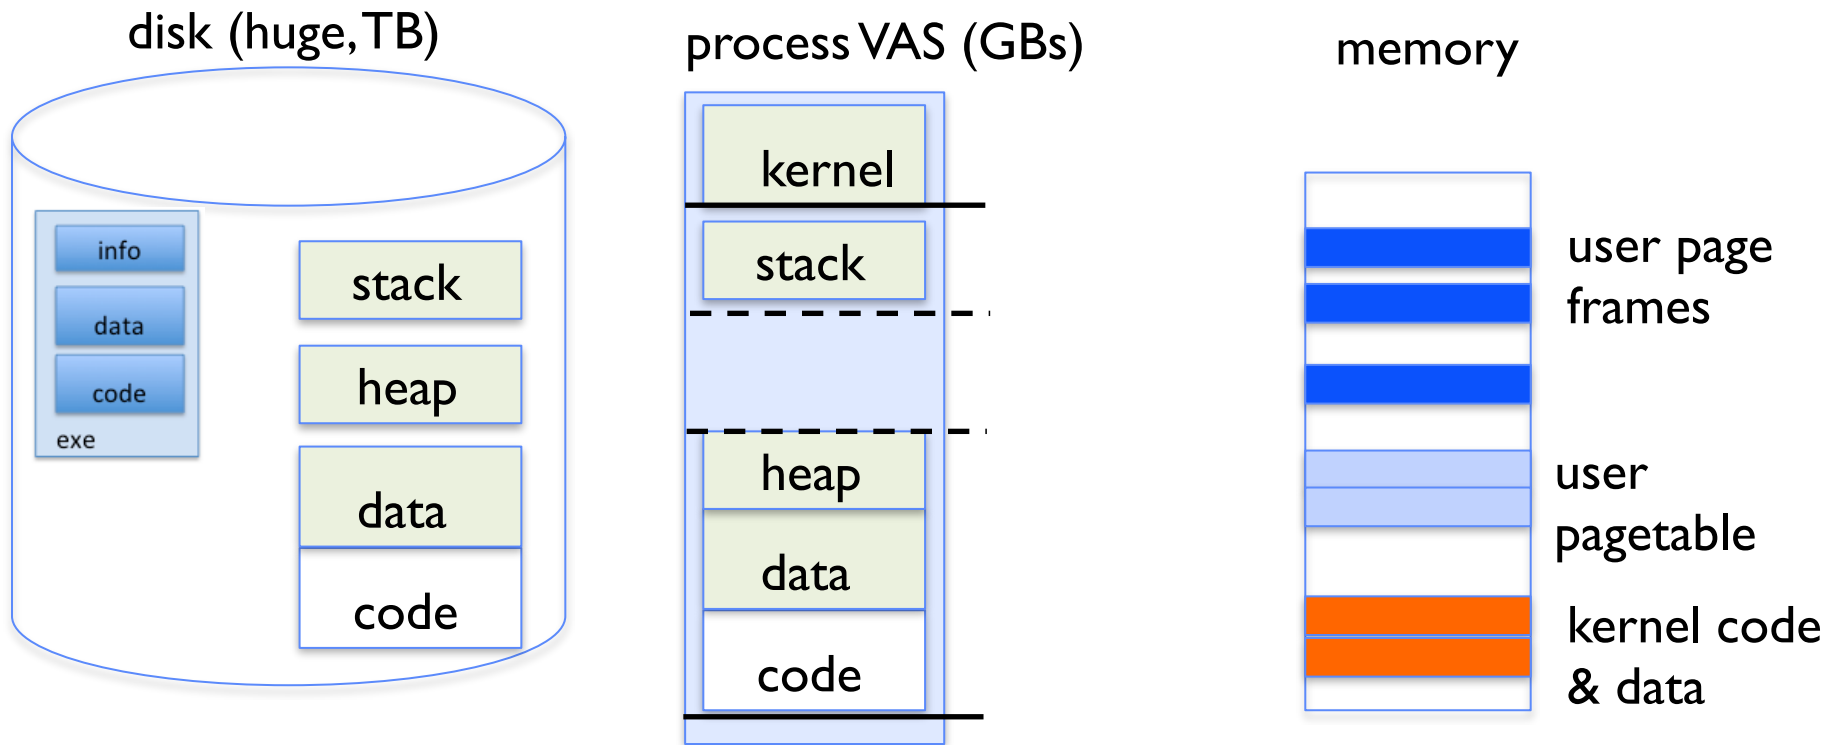 disk (huge, TB)
info
data
code
exe
stack
heap
data
code
process VAS (GBs)
kernel
stack
heap
data
code
memory
user page
frames
user
pagetable
kernel code
& data